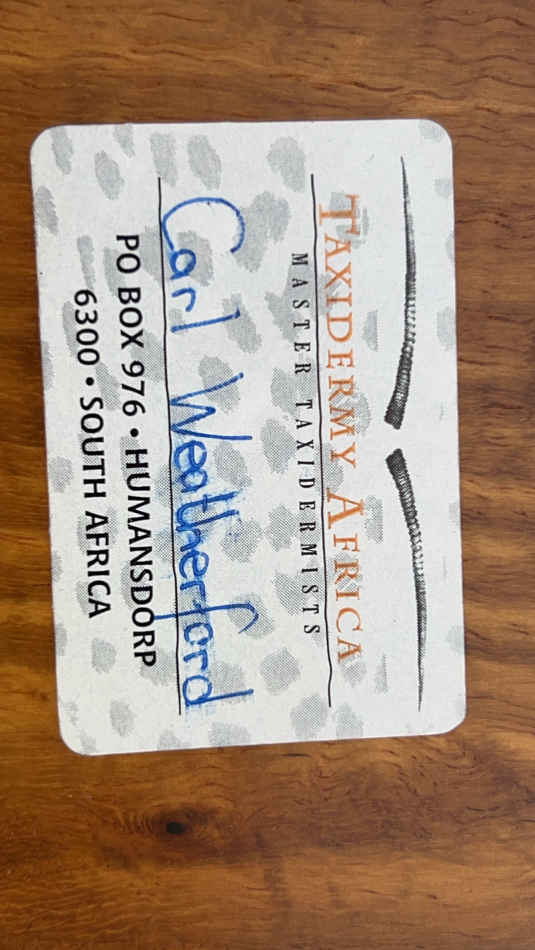 TAXIDERMY AFRICA
MASTER TAXIDERMISTS
Carl Weatherford
PO BOX 976 • HUMANSDORP
6300 • SOUTH AFRICA